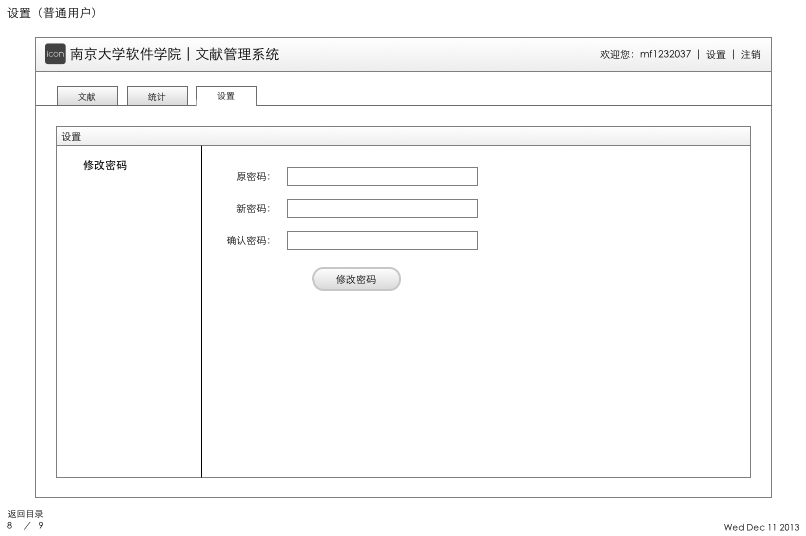 设置（普通用户）
icon 南京大学软件学院 | 文献管理系统
欢迎您：mf1232037 | 设置 | 注销
文献 统计 设置
设置
修改密码
原密码：
新密码：
确认密码：
修改密码
返回目录
8 / 9
Wed Dec 11 2013